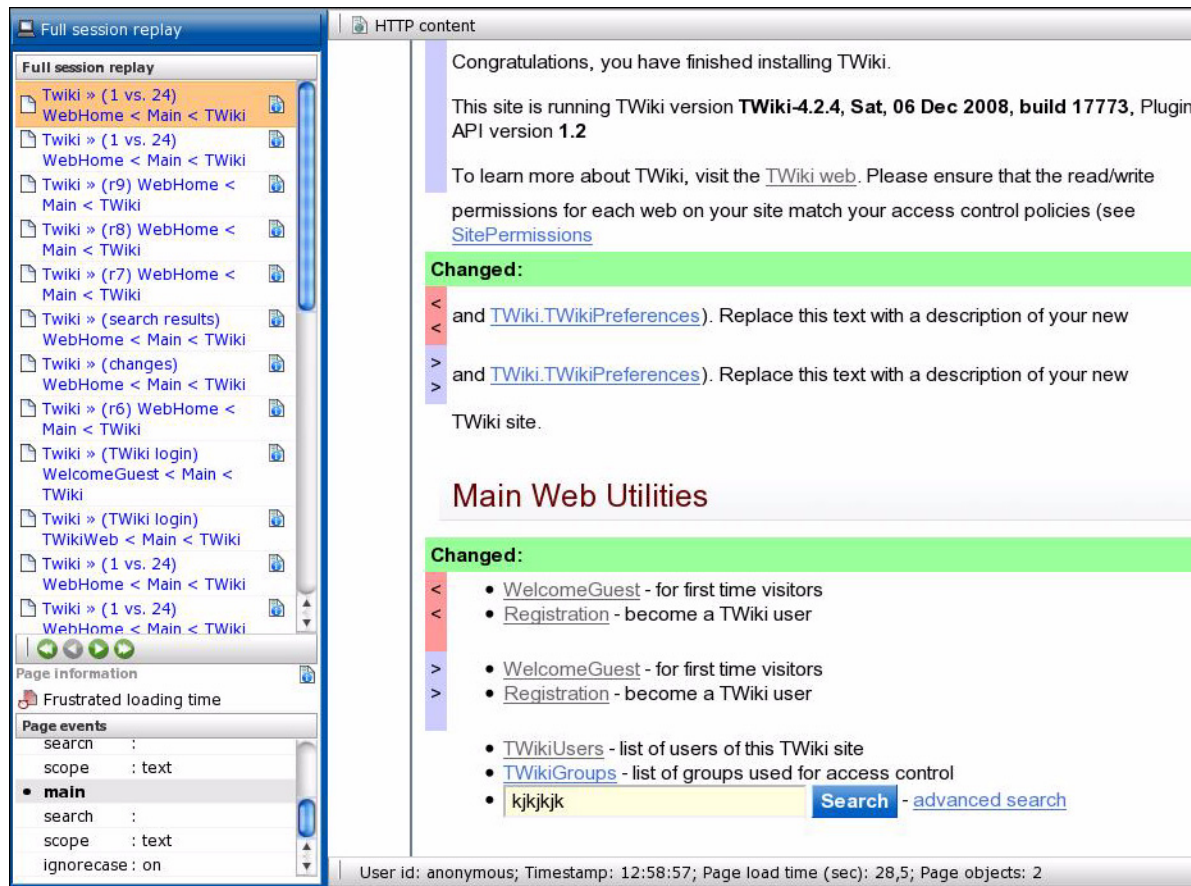 Full session replay
Full session replay
Twiki » (1 vs. 24)
WebHome < Main < TWiki
Twiki » (1 vs. 24)
WebHome < Main < TWiki
Twiki » (r9) WebHome <
Main < TWiki
Twiki » (r8) WebHome <
Main < TWiki
Twiki » (r7) WebHome <
Main < TWiki
Twiki » (search results)
WebHome < Main < TWiki
Twiki » (changes)
WebHome < Main < TWiki
Twiki » (r6) WebHome <
Main < TWiki
Twiki » (TWiki login)
WelcomeGuest < Main <
TWiki
Twiki » (TWiki login)
TWikiWeb < Main < TWiki
Twiki » (1 vs. 24)
WebHome < Main < TWiki
Twiki » (1 vs. 24)
WebHome < Main < TWiki
Page information
Frustrated loading time
Page events
search :
scope : text
• main
search :
scope : text
ignorecase : on
HTTP content
Congratulations, you have finished installing TWiki.
This site is running TWiki version TWiki-4.2.4, Sat, 06 Dec 2008, build 17773, Plugin
API version 1.2
To learn more about TWiki, visit the TWiki web. Please ensure that the read/write
permissions for each web on your site match your access control policies (see
SitePermissions
Changed:
<
< and TWiki.TWikiPreferences). Replace this text with a description of your new
>
> and TWiki.TWikiPreferences). Replace this text with a description of your new
TWiki site.
Main Web Utilities
Changed:
< • WelcomeGuest - for first time visitors
< • Registration - become a TWiki user
> • WelcomeGuest - for first time visitors
> • Registration - become a TWiki user
• TWikiUsers - list of users of this TWiki site
• TWikiGroups - list of groups used for access control
• kjkjkjk Search - advanced search
User id: anonymous; Timestamp: 12:58:57; Page load time (sec): 28,5; Page objects: 2